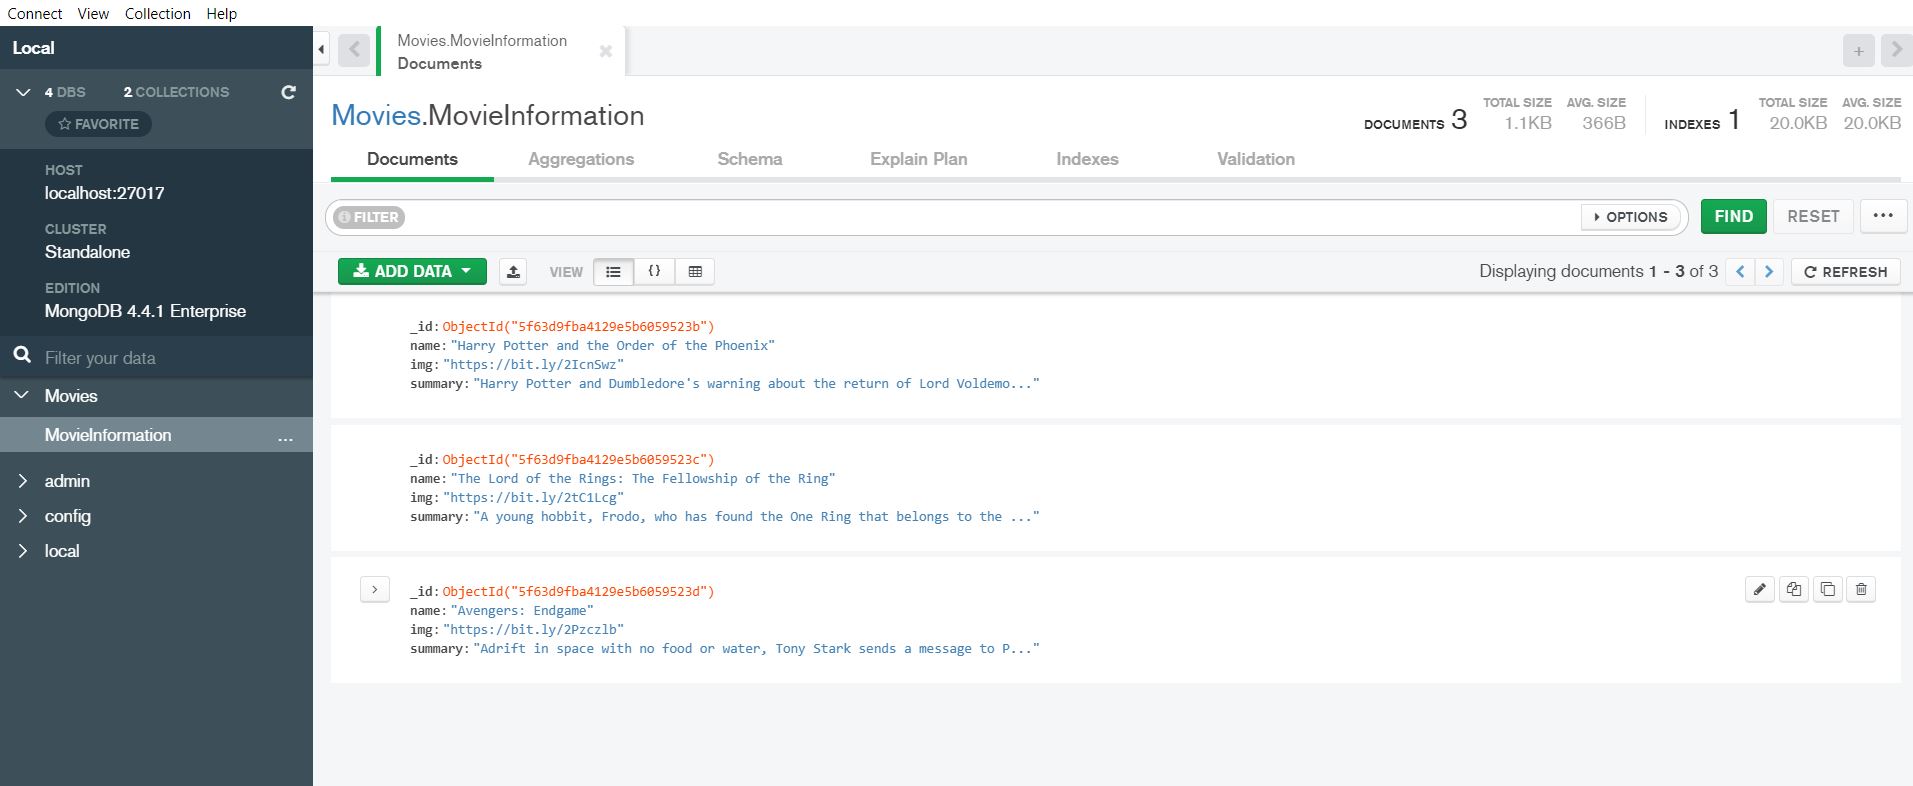 Connect View Collection Help
Local
4 DBS 2 COLLECTIONS
FAVORITE
HOST
localhost:27017
CLUSTER
Standalone
EDITION
MongoDB 4.4.1 Enterprise
Filter your data
Movies
MovieInformation ...
admin
config
local
Movies.MovieInformation
Documents
Movies.MovieInformation
DOCUMENTS 3 TOTAL SIZE 1.1KB AVG. SIZE 366B INDEXES 1 TOTAL SIZE 20.0KB AVG. SIZE 20.0KB
Documents Aggregations Schema Explain Plan Indexes Validation
FILTER OPTIONS FIND RESET ...
ADD DATA VIEW {} Displaying documents 1 - 3 of 3 REFRESH
_id: ObjectId("5f63d9fba4129e5b6059523b")
name: "Harry Potter and the Order of the Phoenix"
img: "https://bit.ly/2IcnSwz"
summary: "Harry Potter and Dumbledore's warning about the return of Lord Voldemo..."
_id: ObjectId("5f63d9fba4129e5b6059523c")
name: "The Lord of the Rings: The Fellowship of the Ring"
img: "https://bit.ly/2tC1Lcg"
summary: "A young hobbit, Frodo, who has found the One Ring that belongs to the ..."
_id: ObjectId("5f63d9fba4129e5b6059523d")
name: "Avengers: Endgame"
img: "https://bit.ly/2Pzczlb"
summary: "Adrift in space with no food or water, Tony Stark sends a message to P..."